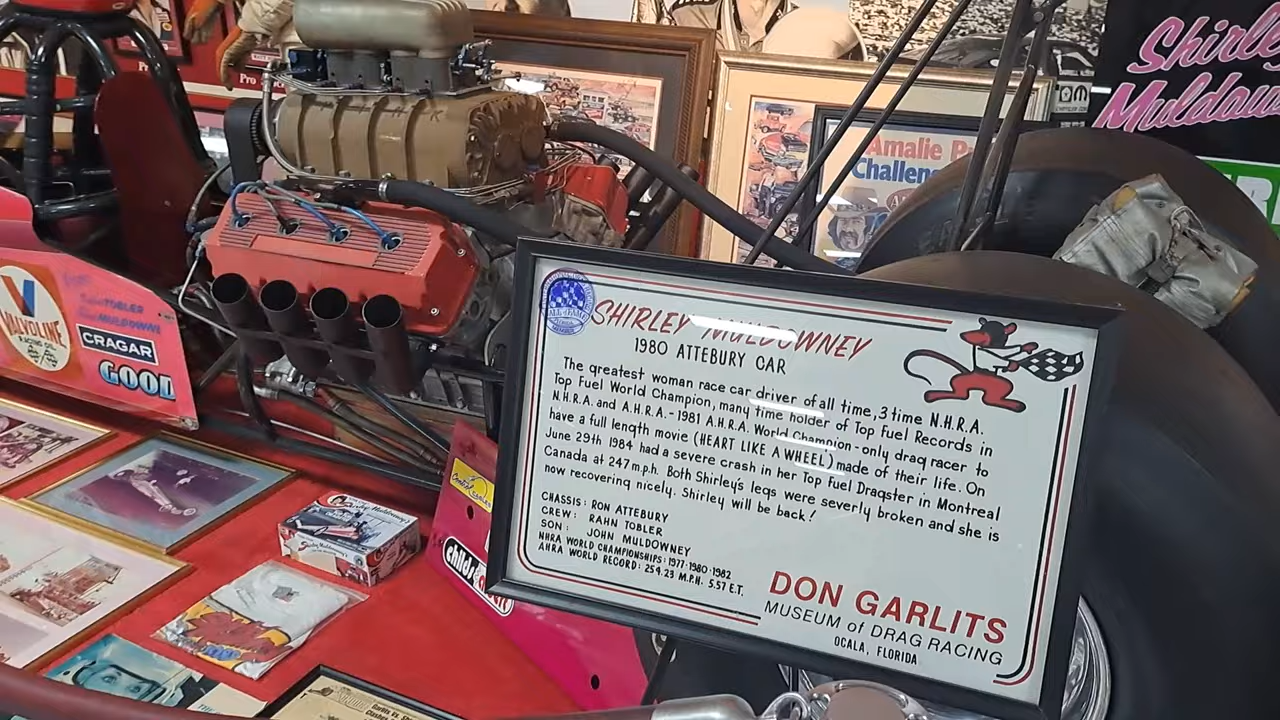 Shirley
Muldowney
Amalie
Challenge
VALVOLINE
RACING OIL
TOBLER
MULDOWNEY
CRAGAR
GOOD
SHIRLEY MULDOWNEY
1980 ATTEBURY CAR
The greatest woman race car driver of all time, 3 time N.H.R.A.
Top Fuel World Champion, many time holder of Top Fuel Records in
N.H.R.A. and A.H.R.A. - 1981 A.H.R.A. World Champion - only drag racer to
have a full length movie (HEART LIKE A WHEEL) made of their life. On
June 29th 1984 had a severe crash in her Top Fuel Dragster in Montreal
Canada at 247 m.p.h. Both Shirley's legs were severly broken and she is
now recovering nicely. Shirley will be back!
CHASSIS: RON ATTEBURY
CREW: RAHN TOBLER
SON: JOHN MULDOWNEY
NHRA WORLD CHAMPIONSHIPS: 1977-1980-1982
AHRA WORLD RECORD: 254.23 M.P.H. 5.57 E.T.
DON GARLITS
MUSEUM of DRAG RACING
OCALA, FLORIDA